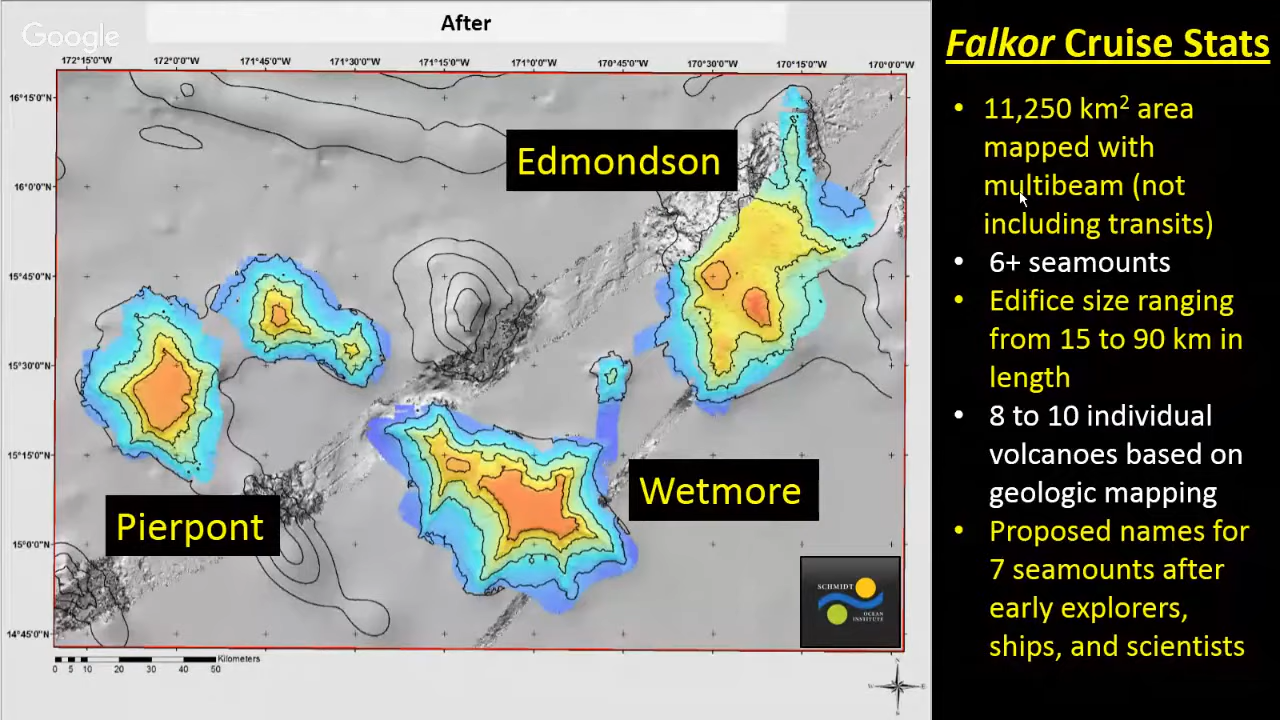 Google
After
Falkor Cruise Stats
172°15'0"W 172°0'0"W 171°45'0"W 171°30'0"W 171°15'0"W 171°0'0"W 170°45'0"W 170°30'0"W 170°15'0"W 170°0'0"W
16°15'0"N
16°0'0"N
15°45'0"N
15°30'0"N
15°15'0"N
15°0'0"N
14°45'0"N
Edmondson
Wetmore
Pierpont
SCHMIDT
OCEAN
INSTITUTE
Kilometers
0 5 10 20 30 40 50
N
W E
S
• 11,250 km² area
mapped with
multibeam (not
including transits)
• 6+ seamounts
• Edifice size ranging
from 15 to 90 km in
length
• 8 to 10 individual
volcanoes based on
geologic mapping
• Proposed names for
7 seamounts after
early explorers,
ships, and scientists